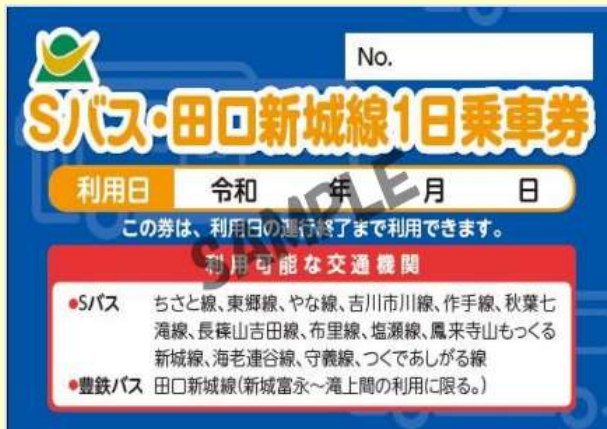 No.
Sバス・田口新城線1日乗車券
利用日 令和 年 月 日
この券は、利用日の運行終了まで利用できます。
SAMPLE
利用可能な交通機関
●Sバス ちさと線、東郷線、やな線、吉川市川線、作手線、秋葉七
滝線、長篠山吉田線、布里線、塩瀬線、鳳来寺山もっくる
新城線、海老連谷線、守義線、つくであしがる線
●豊鉄バス 田口新城線(新城富永～滝上間の利用に限る。)